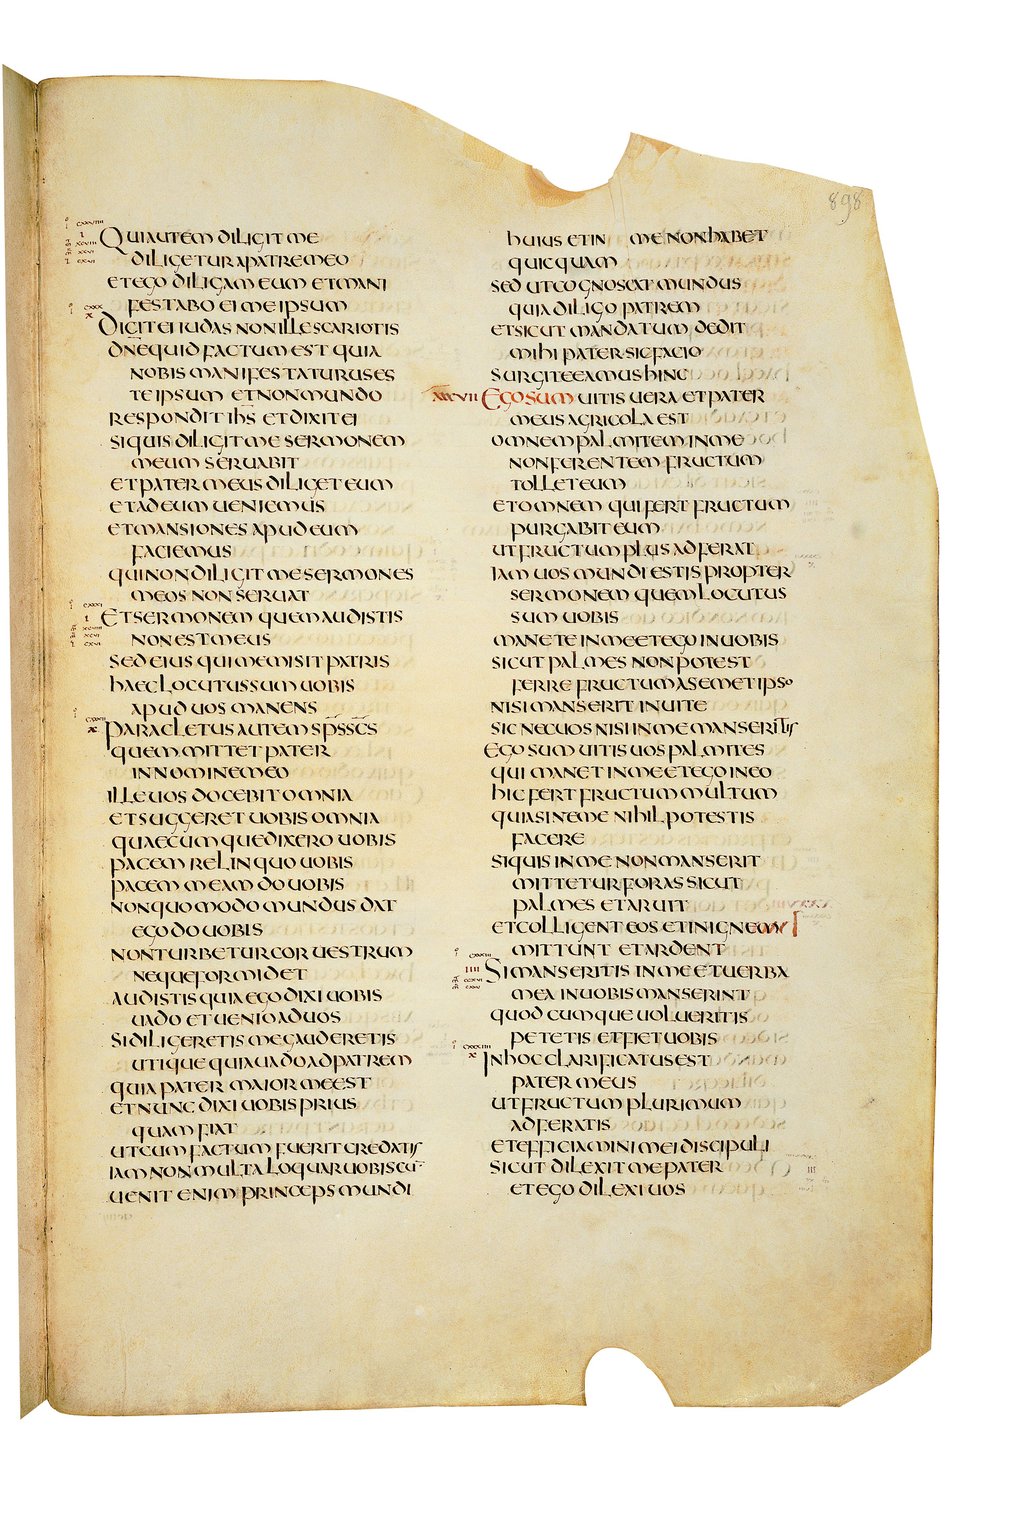 898
Qui autem diligit me
diligetur a patre meo
et ego diligam eum et mani
festabo ei me ipsum
Dicit ei iudas non ille scariotis
dn̄e quid factum est quia
nobis manifestaturus es
te ipsum et non mundo
respondit ih̄s et dixit ei
si quis diligit me sermonem
meum seruabit
et pater meus diliget eum
et ad eum ueniemus
et mansiones apud eum
faciemus
qui non diligit me sermones
meos non seruat
Et sermonem quem audistis
non est meus
sed eius qui me misit patris
haec locutus sum uobis
apud uos manens
Paracletus autem sp̄s sc̄s
quem mittet pater
in nomine meo
ille uos docebit omnia
et suggeret uobis omnia
quaecumque dixero uobis
pacem relinquo uobis
pacem meam do uobis
non quomodo mundus dat
ego do uobis
non turbetur cor uestrum
neque formidet
audistis quia ego dixi uobis
uado et uenio ad uos
si diligeretis me gauderetis
utique quia uado ad patrem
quia pater maior me est
et nunc dixi uobis prius
quam fiat
ut cum factum fuerit credatis
iam non multa loquar uobiscū
uenit enim princeps mundi
huius et in me non habet
quicquam
sed ut cognoscat mundus
quia diligo patrem
et sicut mandatum dedit
mihi pater sic facio
surgite eamus hinc
xxxvii Ego sum uitis uera et pater
meus agricola est
omnem palmitem in me
non ferentem fructum
tollet eum
et omnem qui fert fructum
purgabit eum
ut fructum plus adferat
iam uos mundi estis propter
sermonem quem locutus
sum uobis
manete in me et ego in uobis
sicut palmes non potest
ferre fructum a semet ipso
nisi manserit in uite
sic nec uos nisi in me manseritis
Ego sum uitis uos palmites
qui manet in me et ego in eo
hic fert fructum multum
quia sine me nihil potestis
facere
si quis in me non manserit
mittetur foras sicut
palmes et aruit
et colligent eos et in ignem
mittunt et ardent
Si manseritis in me et uerba
mea in uobis manserint
quodcumque uolueritis
petetis et fiet uobis
In hoc clarificatus est
pater meus
ut fructum plurimum
adferatis
et efficiamini mei discipuli
sicut dilexit me pater
et ego dilexi uos